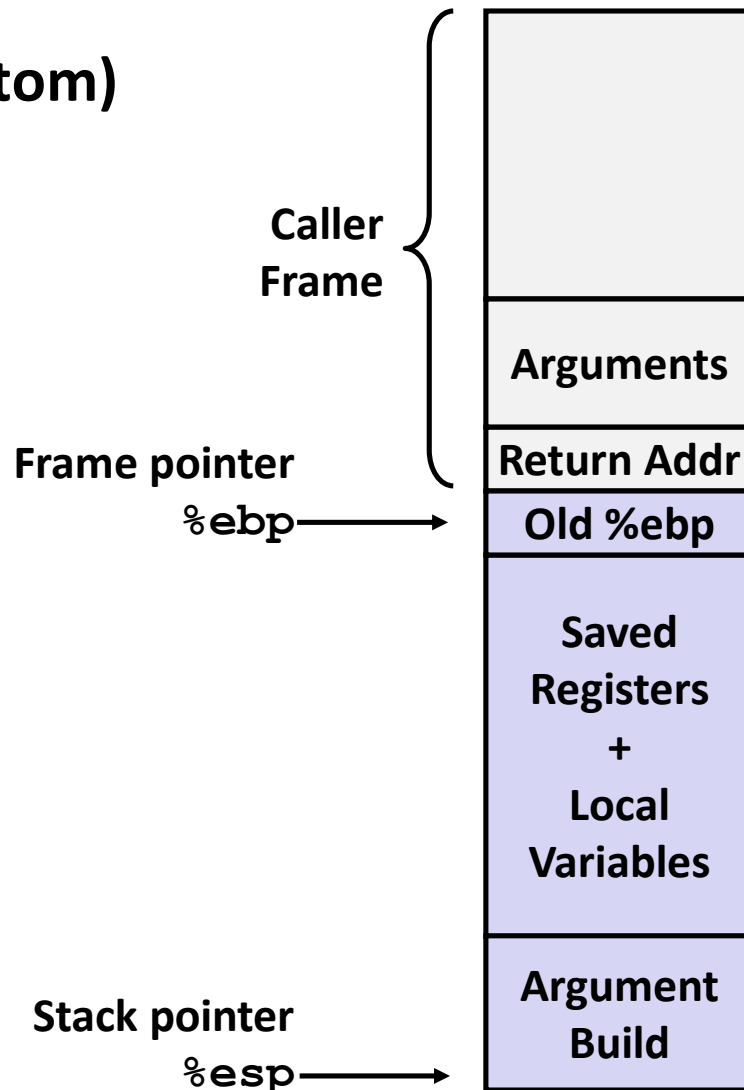 tom)
Caller
Frame
Arguments
Frame pointer
Return Addr
%ebp
Old %ebp
Saved
Registers
+
Local
Variables
Argument
Build
Stack pointer
%esp